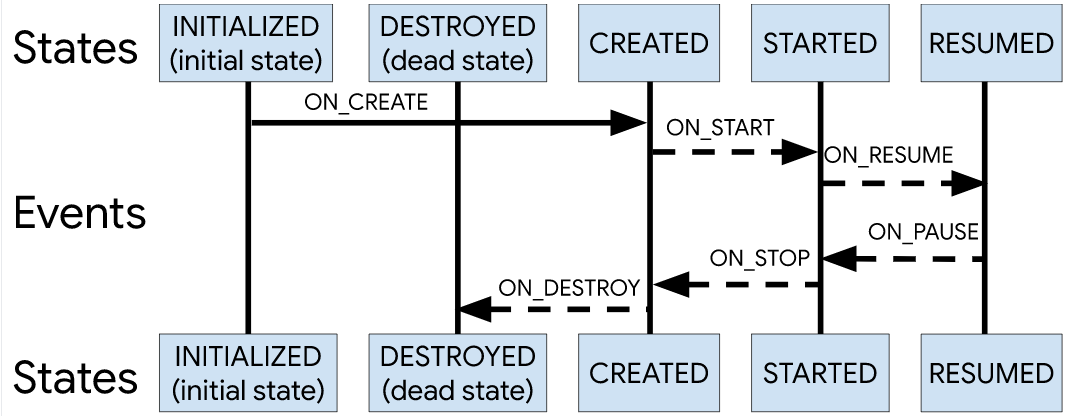 States
INITIALIZED
(initial state)
DESTROYED
(dead state)
CREATED
STARTED
RESUMED
ON_CREATE
ON_START
ON_RESUME
Events
ON_PAUSE
ON_STOP
ON_DESTROY
States
INITIALIZED
(initial state)
DESTROYED
(dead state)
CREATED
STARTED
RESUMED